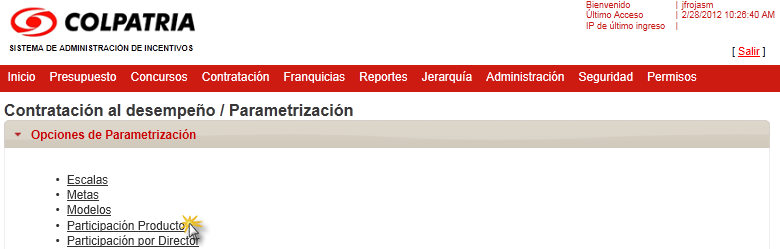 COLPATRIA
SISTEMA DE ADMINISTRACIÓN DE INCENTIVOS
Bienvenido | jfrojasm
Último Acceso | 2/28/2012 10:26:40 AM
IP de último ingreso |
[ Salir ]
Inicio Presupuesto Concursos Contratación Franquicias Reportes Jerarquía Administración Seguridad Permisos
Contratación al desempeño / Parametrización
Opciones de Parametrización
• Escalas
• Metas
• Modelos
• Participación Producto
• Participación por Director